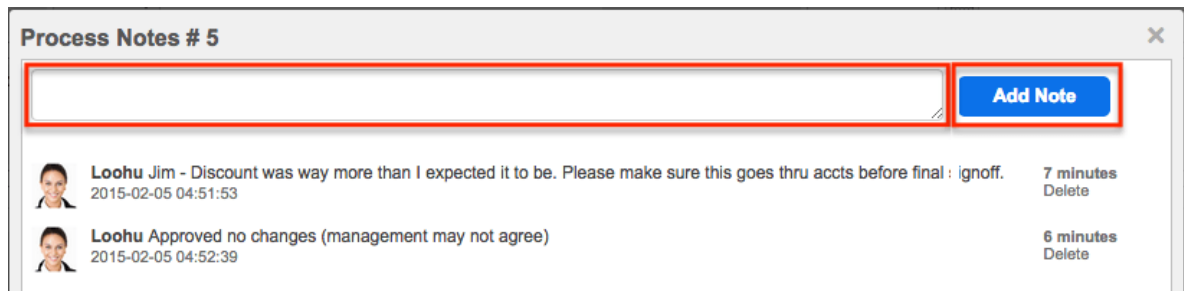 Process Notes # 5
Add Note
Loohu Jim - Discount was way more than I expected it to be. Please make sure this goes thru accts before final signoff.
7 minutes
2015-02-05 04:51:53
Delete
Loohu Approved no changes (management may not agree)
6 minutes
2015-02-05 04:52:39
Delete